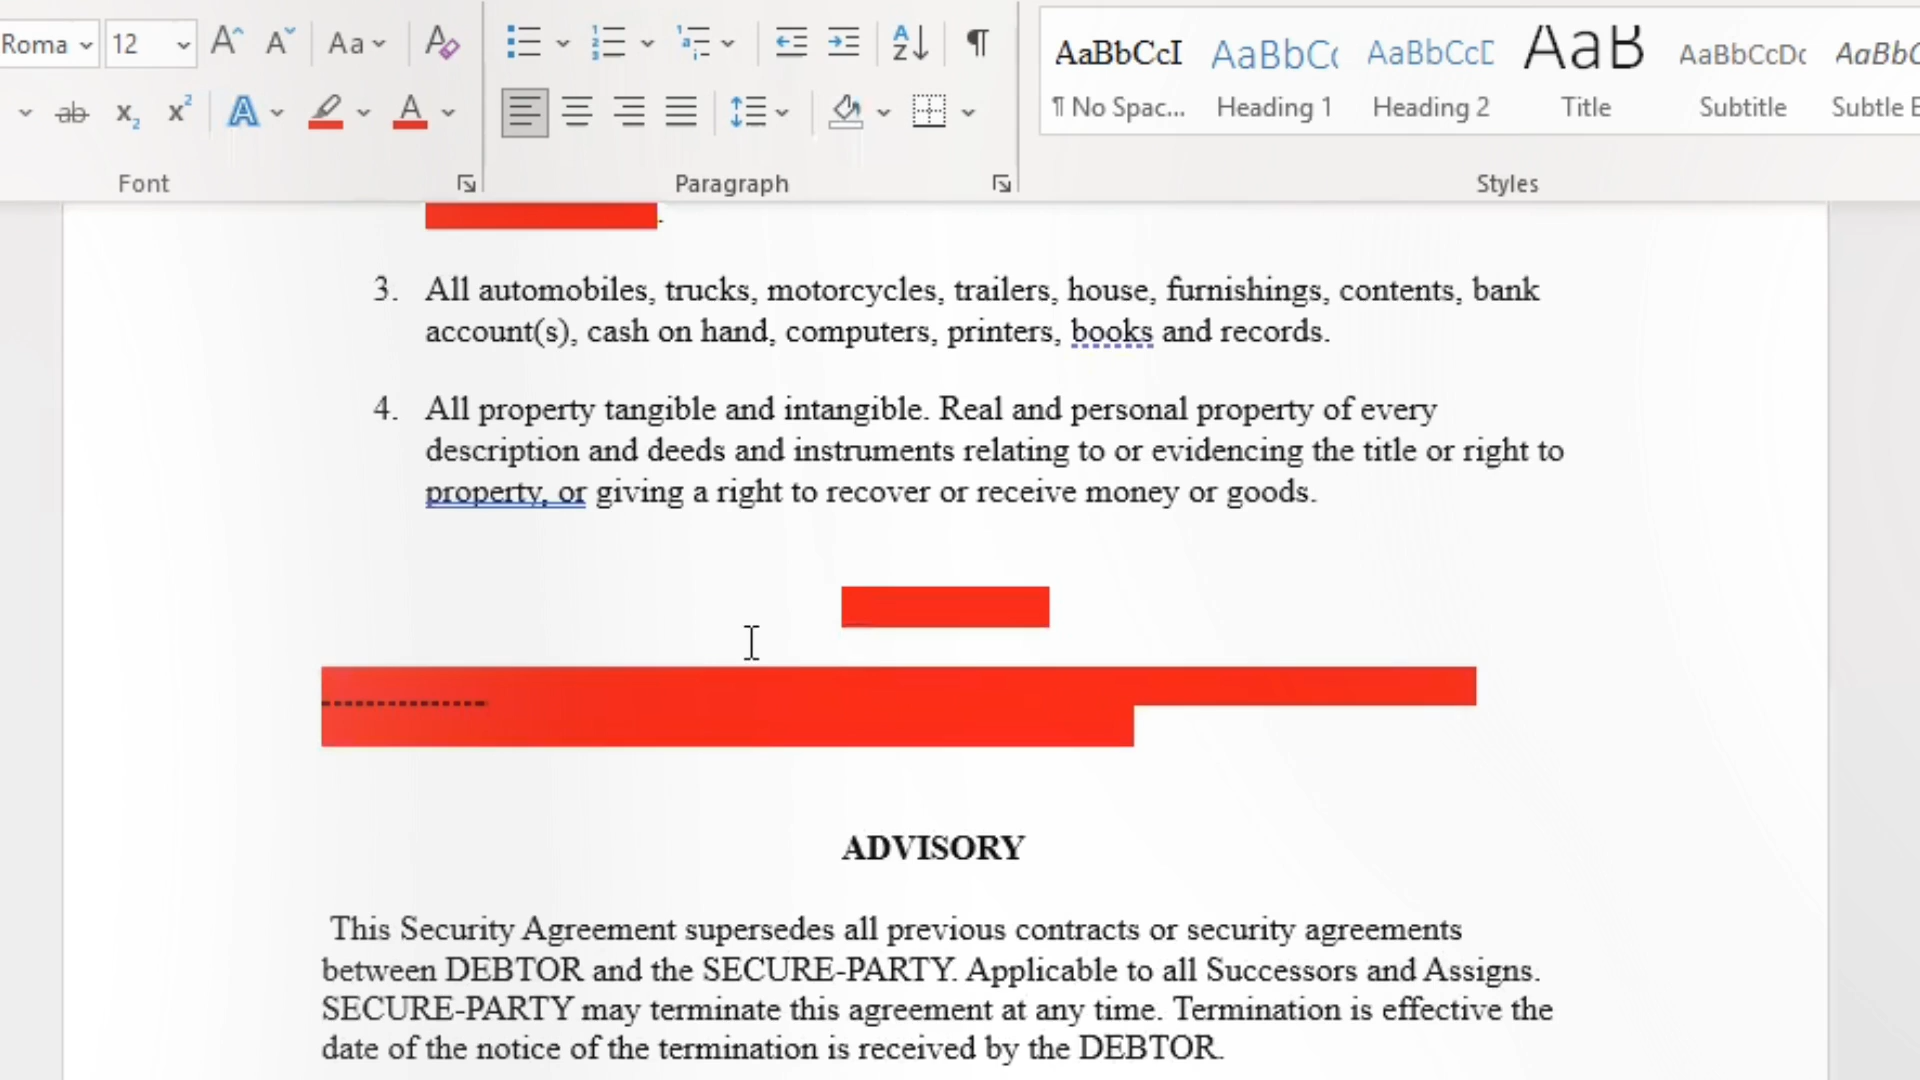 Roma 12 Aa
ab x2 x2 A A
AaBbCcI AaBbCc AaBbCcD AaB AaBbCcDc AaBbC
¶ No Spac... Heading 1 Heading 2 Title Subtitle Subtle E
Font Paragraph Styles
.
3. All automobiles, trucks, motorcycles, trailers, house, furnishings, contents, bank
account(s), cash on hand, computers, printers, books and records.
4. All property tangible and intangible. Real and personal property of every
description and deeds and instruments relating to or evidencing the title or right to
property, or giving a right to recover or receive money or goods.
ADVISORY
This Security Agreement supersedes all previous contracts or security agreements
between DEBTOR and the SECURE-PARTY. Applicable to all Successors and Assigns.
SECURE-PARTY may terminate this agreement at any time. Termination is effective the
date of the notice of the termination is received by the DEBTOR.